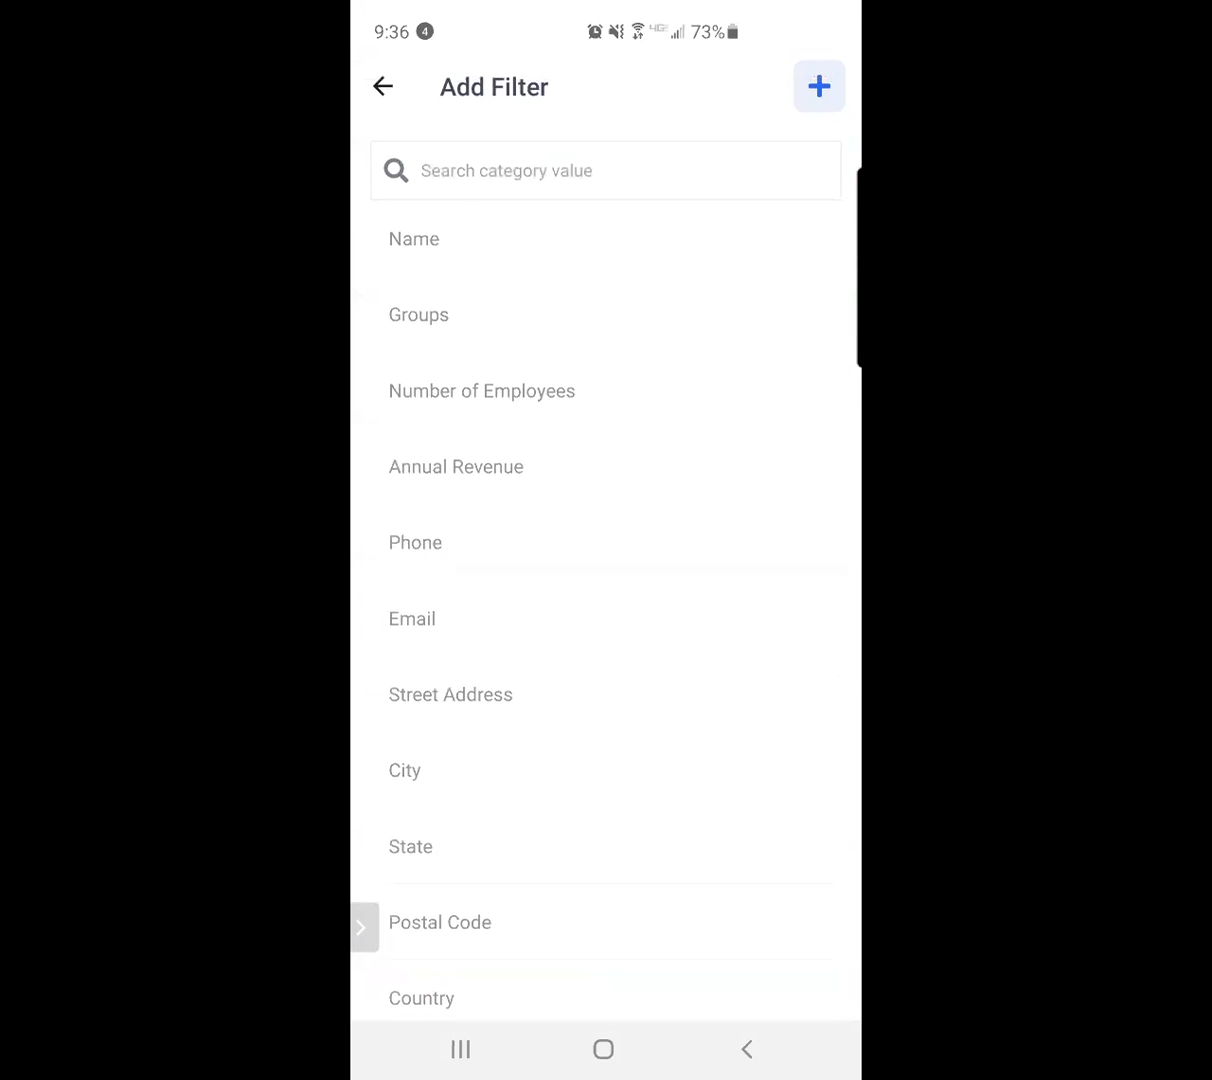 9:36 4 4G 73%
Add Filter
Search category value
Name
Groups
Number of Employees
Annual Revenue
Phone
Email
Street Address
City
State
Postal Code
Country